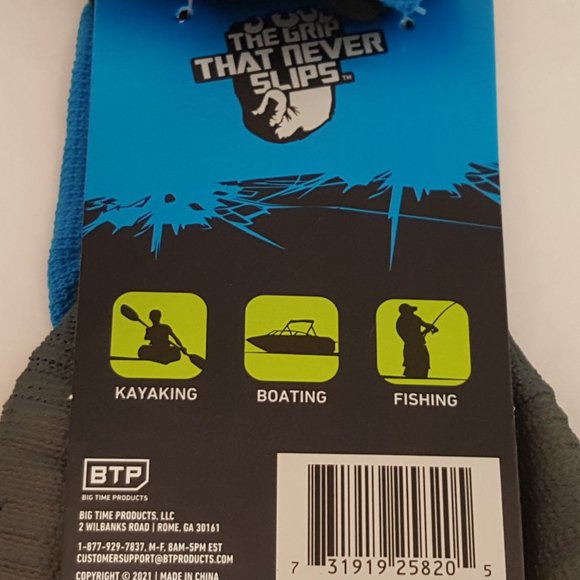 THE GRIP
THAT NEVER
SLIPS™
KAYAKING
BOATING
FISHING
BTP
BIG TIME PRODUCTS
BIG TIME PRODUCTS, LLC
2 WILBANKS ROAD | ROME, GA 30161
1-877-929-7837, M-F, 8AM-5PM EST
CUSTOMERSUPPORT@BTPRODUCTS.COM
COPYRIGHT © 2021 | MADE IN CHINA
7 31919 25820 5